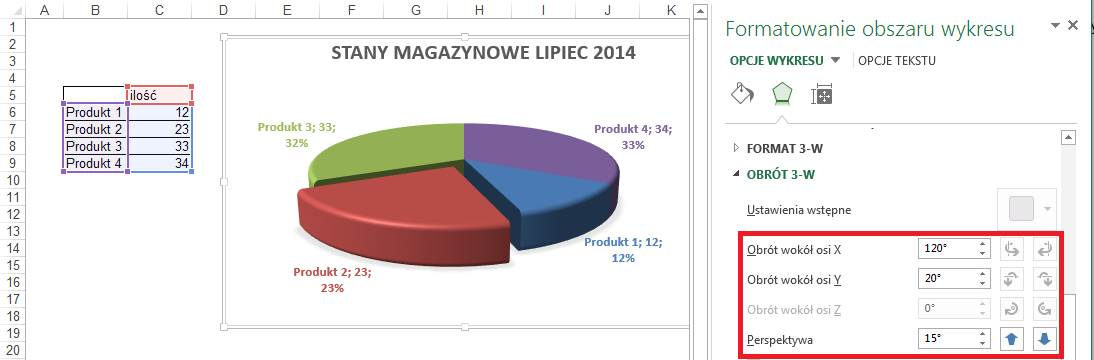 A B C D E F G H I J K
1
2
3
4
5 ilość
6 Produkt 1 12
7 Produkt 2 23
8 Produkt 3 33
9 Produkt 4 34
10
11
12
13
14
15
16
17
18
19
20
STANY MAGAZYNOWE LIPIEC 2014
Produkt 3; 33;
32%
Produkt 4; 34;
33%
Produkt 1; 12;
12%
Produkt 2; 23;
23%
Formatowanie obszaru wykresu
OPCJE WYKRESU OPCJE TEKSTU
FORMAT 3-W
OBRÓT 3-W
Ustawienia wstępne
Obrót wokół osi X 120°
Obrót wokół osi Y 20°
Obrót wokół osi Z 0°
Perspektywa 15°